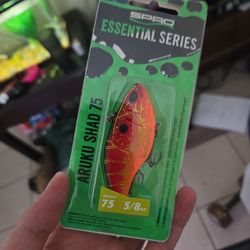 SPRO
ESSENTIAL SERIES
ARUKU SHAD 75
75
5/8oz